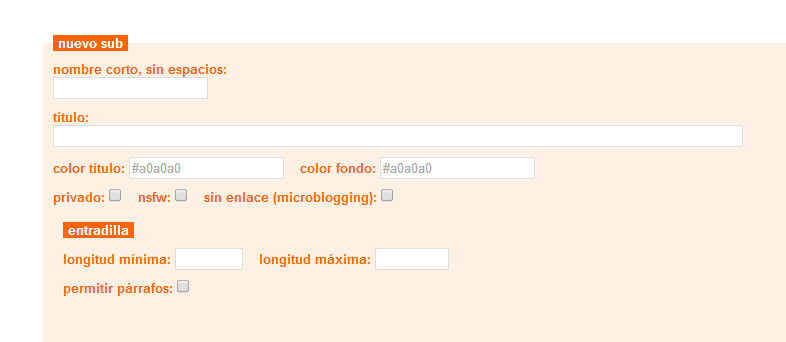 nuevo sub
nombre corto, sin espacios:
título:
color título: #a0a0a0 color fondo: #a0a0a0
privado: nsfw: sin enlace (microblogging):
entradilla
longitud mínima: longitud máxima:
permitir párrafos: